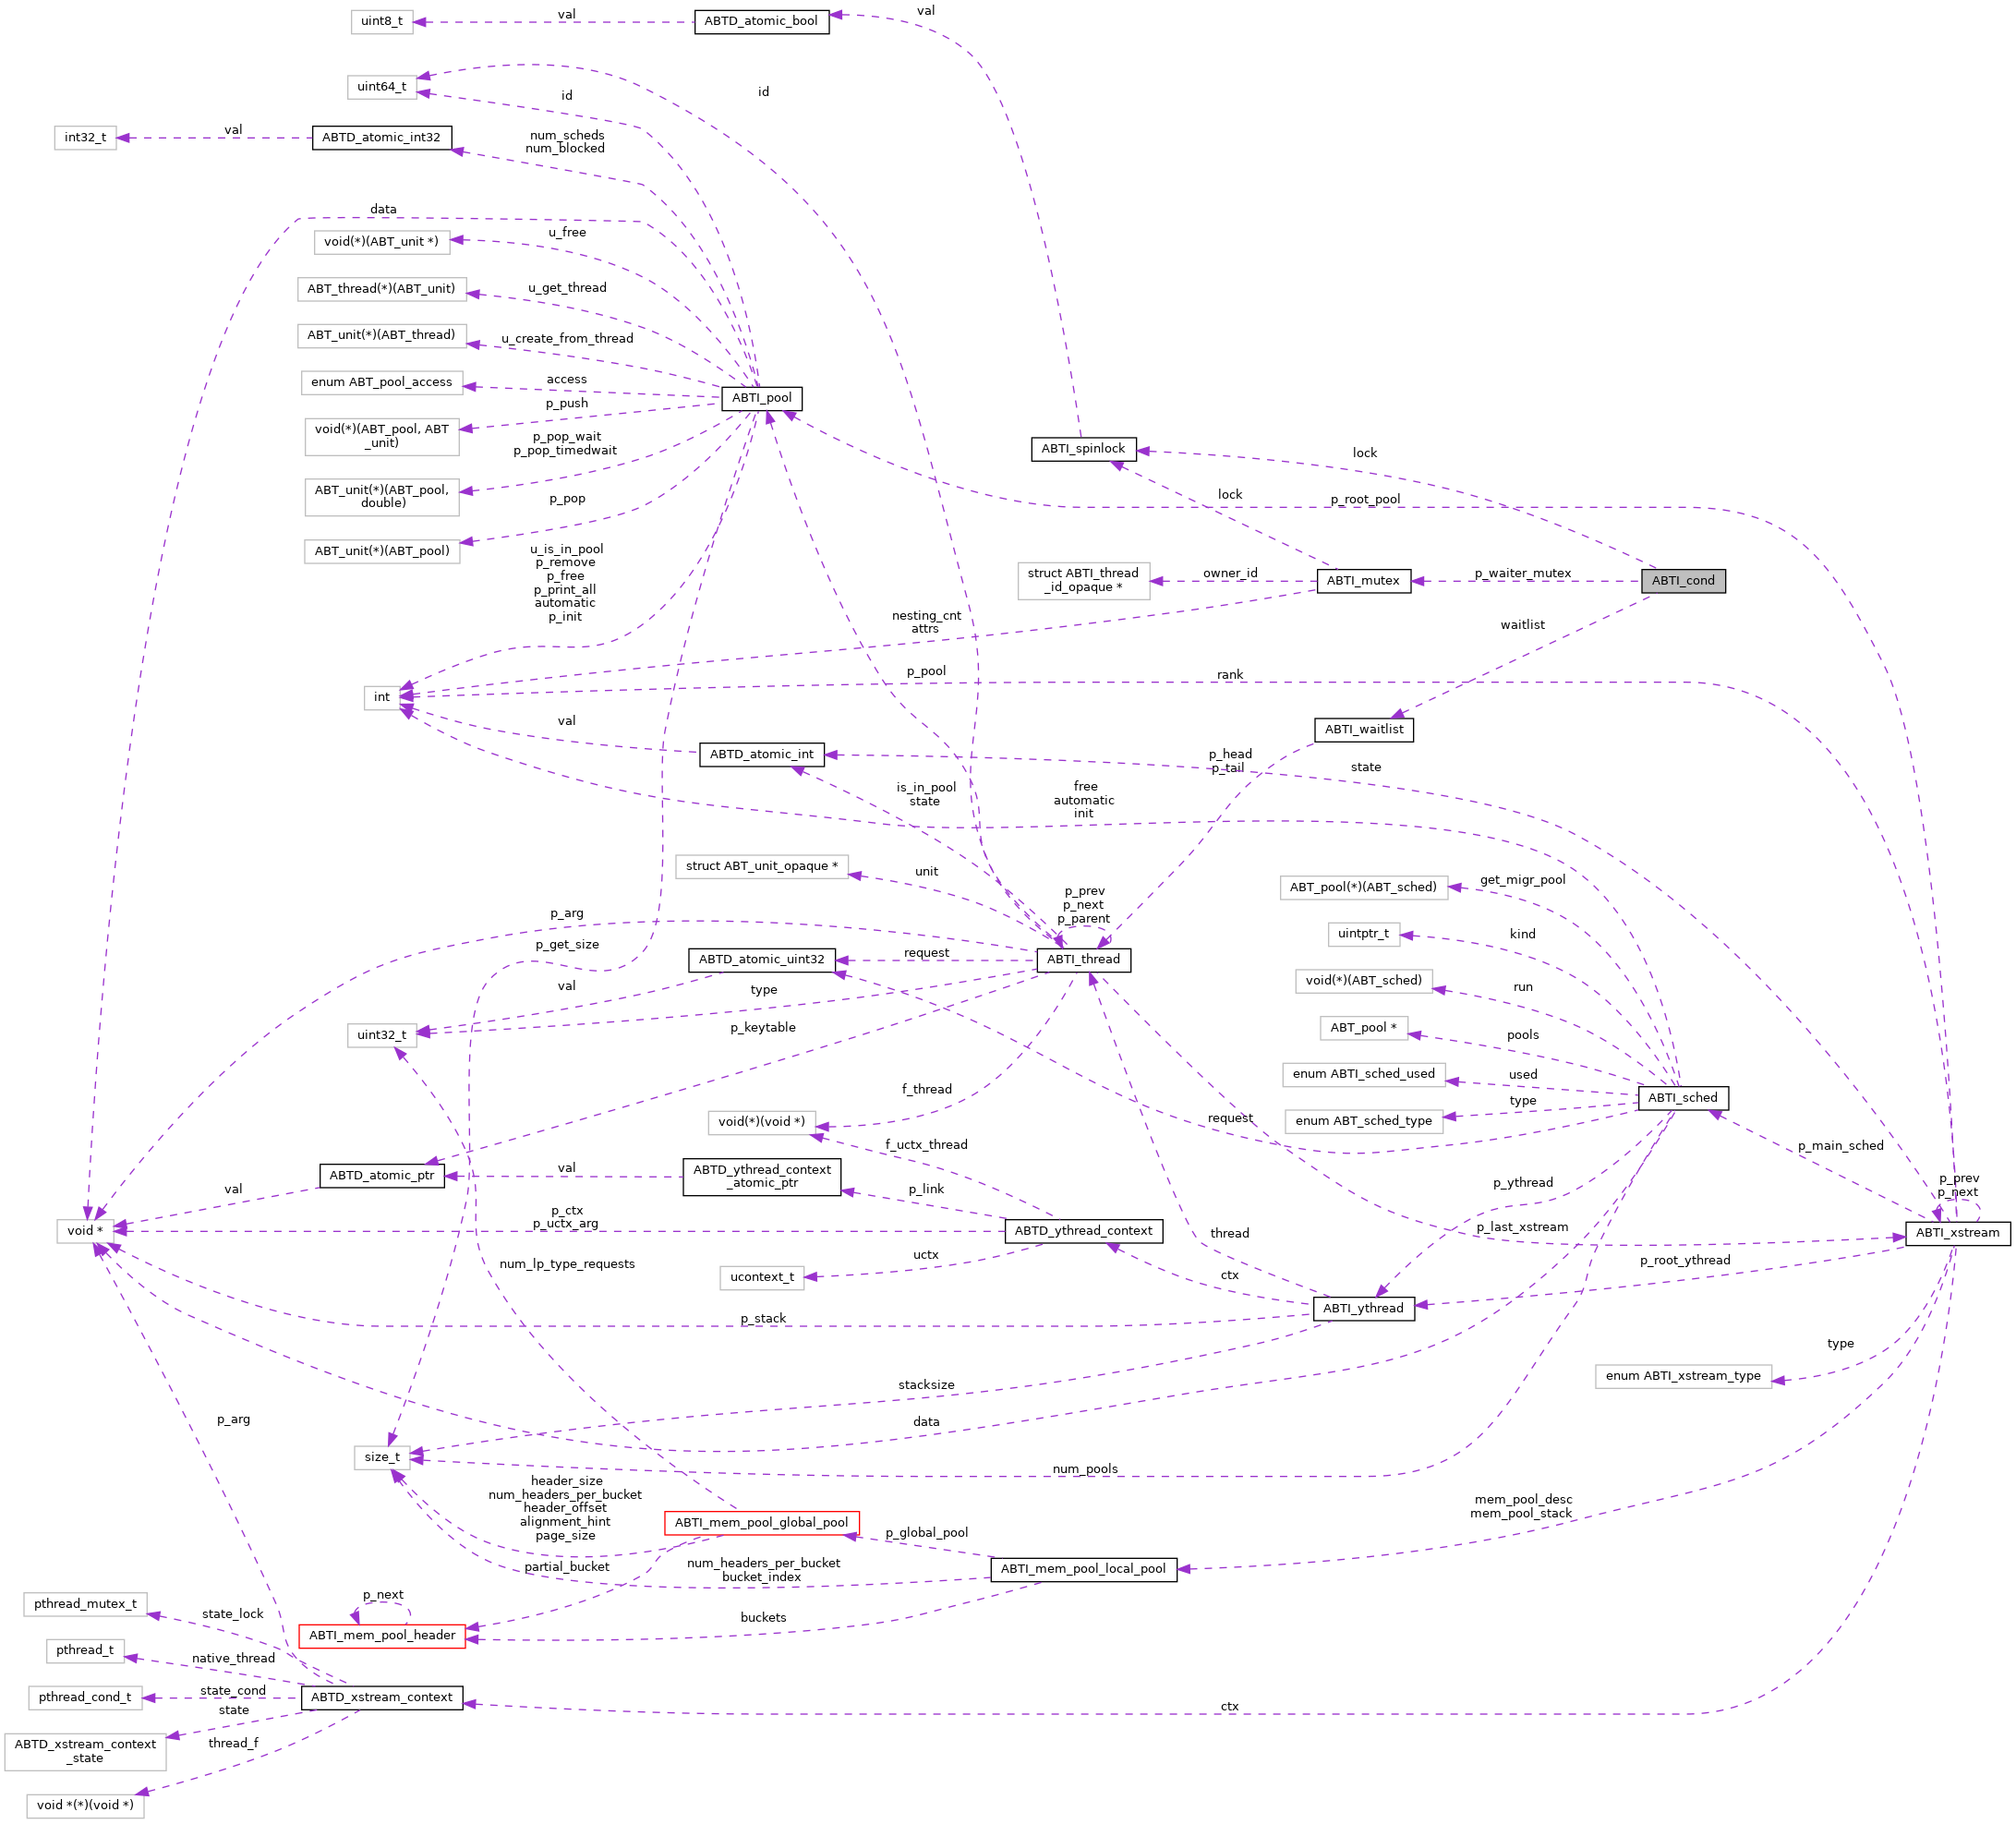 uint8_t
val
ABTD_atomic_bool
val
uint64_t
id
id
int32_t
val
ABTD_atomic_int32
num_scheds
num_blocked
data
void(*)(ABT_unit *)
u_free
ABT_thread(*)(ABT_unit)
u_get_thread
ABT_unit(*)(ABT_thread)
u_create_from_thread
enum ABT_pool_access
access
ABTI_pool
void(*)(ABT_pool, ABT
_unit)
p_push
ABT_unit(*)(ABT_pool,
double)
p_pop_wait
p_pop_timedwait
ABT_unit(*)(ABT_pool)
p_pop
ABTI_spinlock
lock
lock
p_root_pool
u_is_in_pool
p_remove
p_free
p_print_all
automatic
p_init
struct ABTI_thread
_id_opaque *
owner_id
ABTI_mutex
p_waiter_mutex
ABTI_cond
nesting_cnt
attrs
waitlist
int
p_pool
rank
val
ABTD_atomic_int
ABTI_waitlist
p_head
p_tail
state
is_in_pool
state
free
automatic
init
struct ABT_unit_opaque *
unit
p_prev
p_next
p_parent
ABT_pool(*)(ABT_sched)
get_migr_pool
p_arg
uintptr_t
kind
p_get_size
ABTD_atomic_uint32
request
ABTI_thread
void(*)(ABT_sched)
run
val
type
uint32_t
p_keytable
ABT_pool *
pools
enum ABTI_sched_used
used
ABTI_sched
f_thread
void(*)(void *)
enum ABT_sched_type
type
request
f_uctx_thread
p_main_sched
ABTD_atomic_ptr
val
ABTD_ythread_context
_atomic_ptr
p_link
p_ythread
p_prev
p_next
val
void *
p_ctx
p_uctx_arg
ABTD_ythread_context
thread
p_last_xstream
ABTI_xstream
num_lp_type_requests
ucontext_t
uctx
ctx
p_root_ythread
p_stack
ABTI_ythread
type
enum ABTI_xstream_type
stacksize
p_arg
data
size_t
num_pools
header_size
num_headers_per_bucket
header_offset
alignment_hint
page_size
ABTI_mem_pool_global_pool
p_global_pool
mem_pool_desc
mem_pool_stack
partial_bucket
num_headers_per_bucket
bucket_index
ABTI_mem_pool_local_pool
pthread_mutex_t
state_lock
p_next
ABTI_mem_pool_header
buckets
pthread_t
native_thread
pthread_cond_t
state_cond
ABTD_xstream_context
ctx
state
ABTD_xstream_context
_state
thread_f
void *(*)(void *)